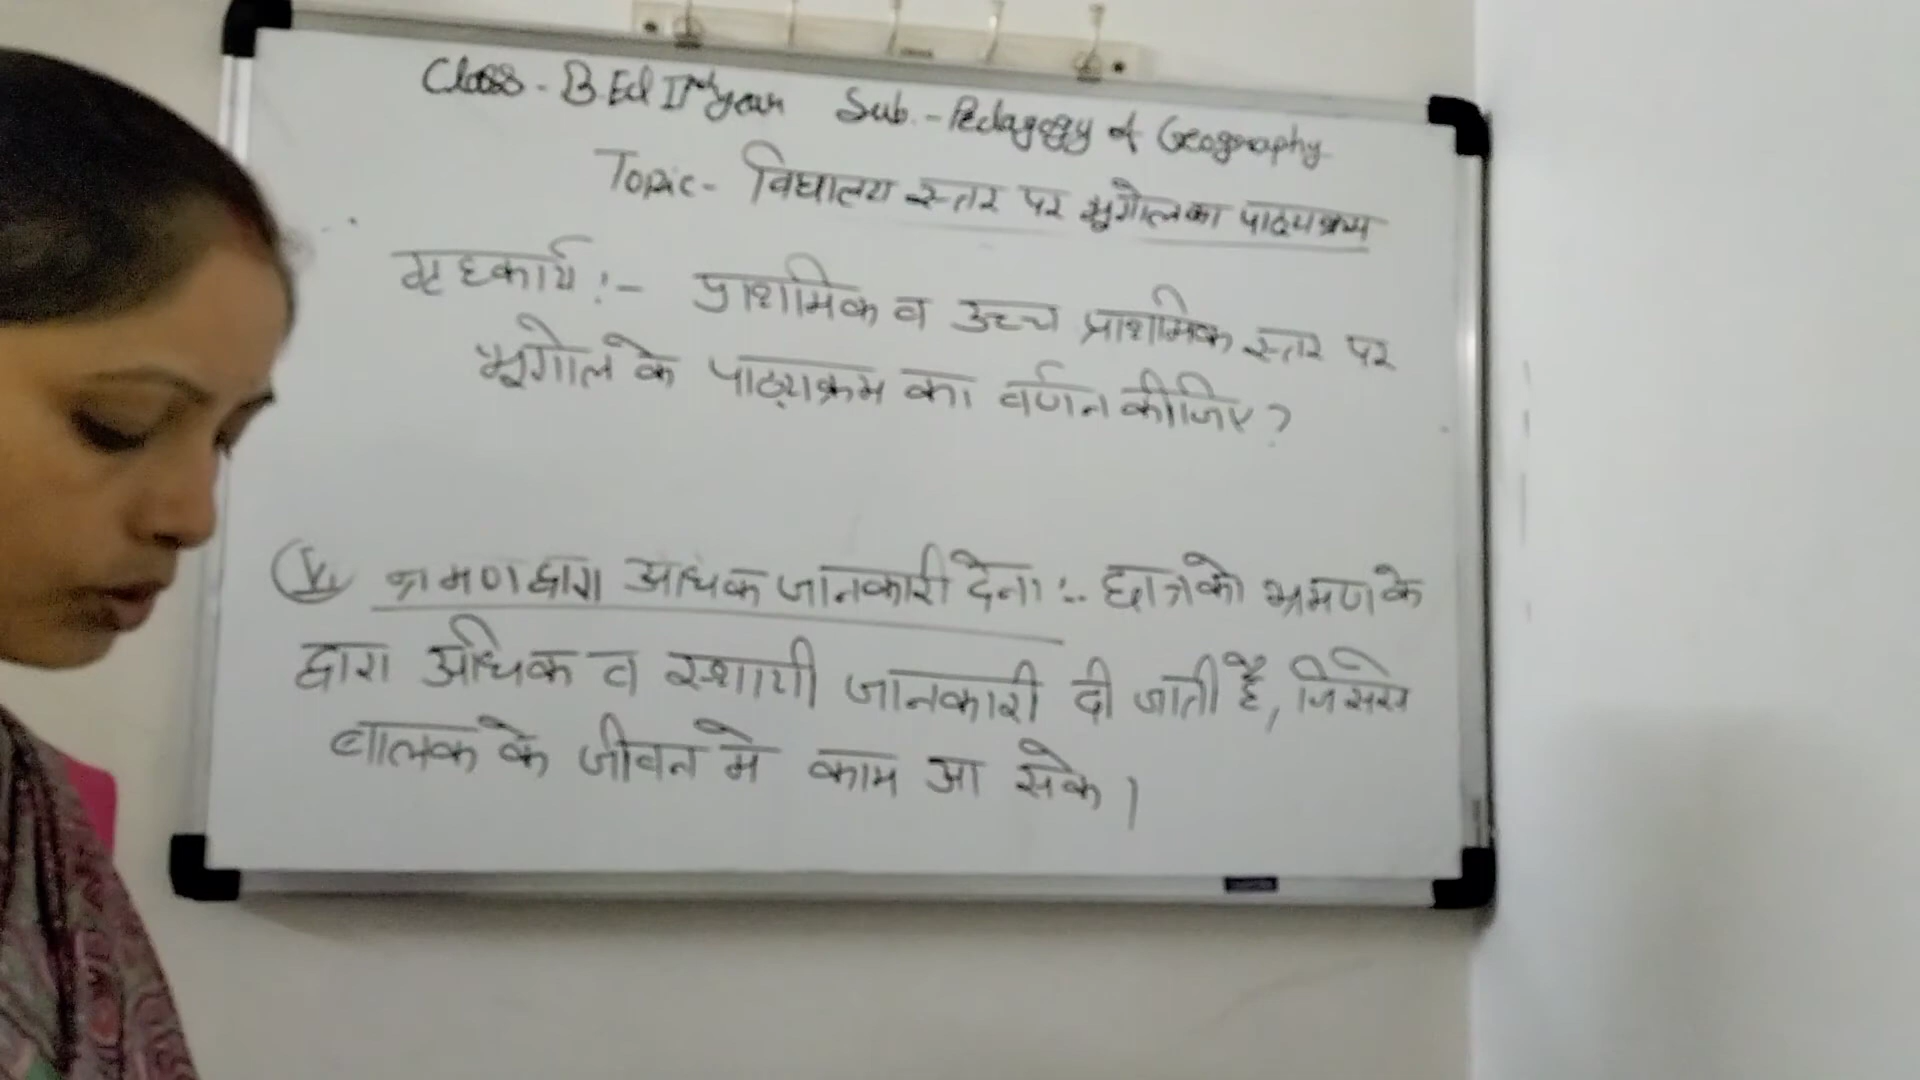 Class - B.Ed IInd year Sub. - Pedagogy of Geography
Topic - विद्यालय स्तर पर भूगोल का पाठ्यक्रम
गृहकार्य :- प्राथमिक व उच्च प्राथमिक स्तर पर
भूगोल के पाठ्यक्रम का वर्णन कीजिए ?
भ्रमण द्वारा अधिक जानकारी देना :- छात्र को भ्रमण के
द्वारा अधिक व स्थायी जानकारी दी जाती है, जिससे
बालक के जीवन मे काम आ सके ।